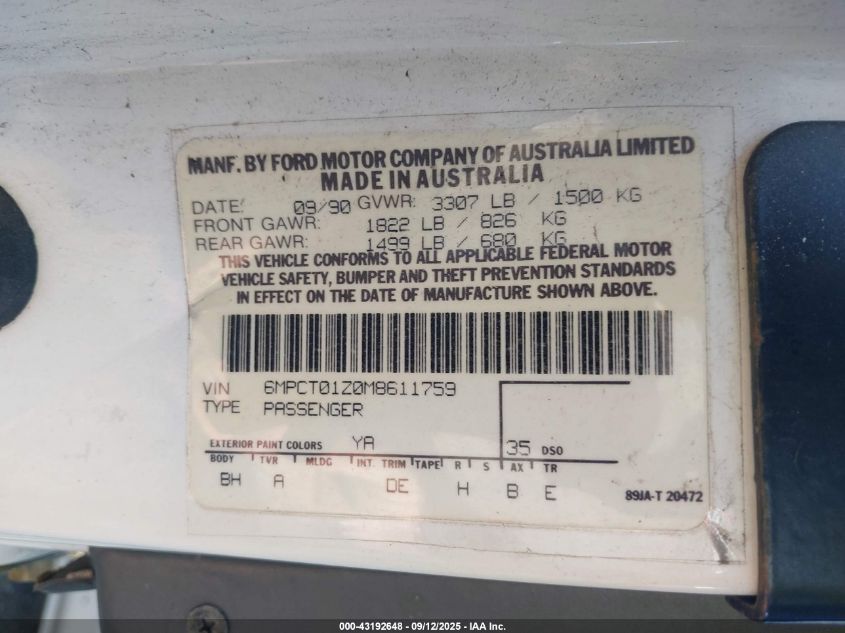 MANF. BY FORD MOTOR COMPANY OF AUSTRALIA LIMITED
MADE IN AUSTRALIA
DATE: 09/90 GVWR: 3307 LB / 1500 KG
FRONT GAWR: 1822 LB / 826 KG
REAR GAWR: 1499 LB / 680 KG
THIS VEHICLE CONFORMS TO ALL APPLICABLE FEDERAL MOTOR
VEHICLE SAFETY, BUMPER AND THEFT PREVENTION STANDARDS
IN EFFECT ON THE DATE OF MANUFACTURE SHOWN ABOVE.
VIN 6MPCT01Z0M8611759
TYPE PASSENGER
EXTERIOR PAINT COLORS YA 35 DSO
BODY TVR MLDG INT. TRIM TAPE R S AX TR
BH A DE H B E
89JA-T 20472
000-43192648 - 09/12/2025 - IAA Inc.